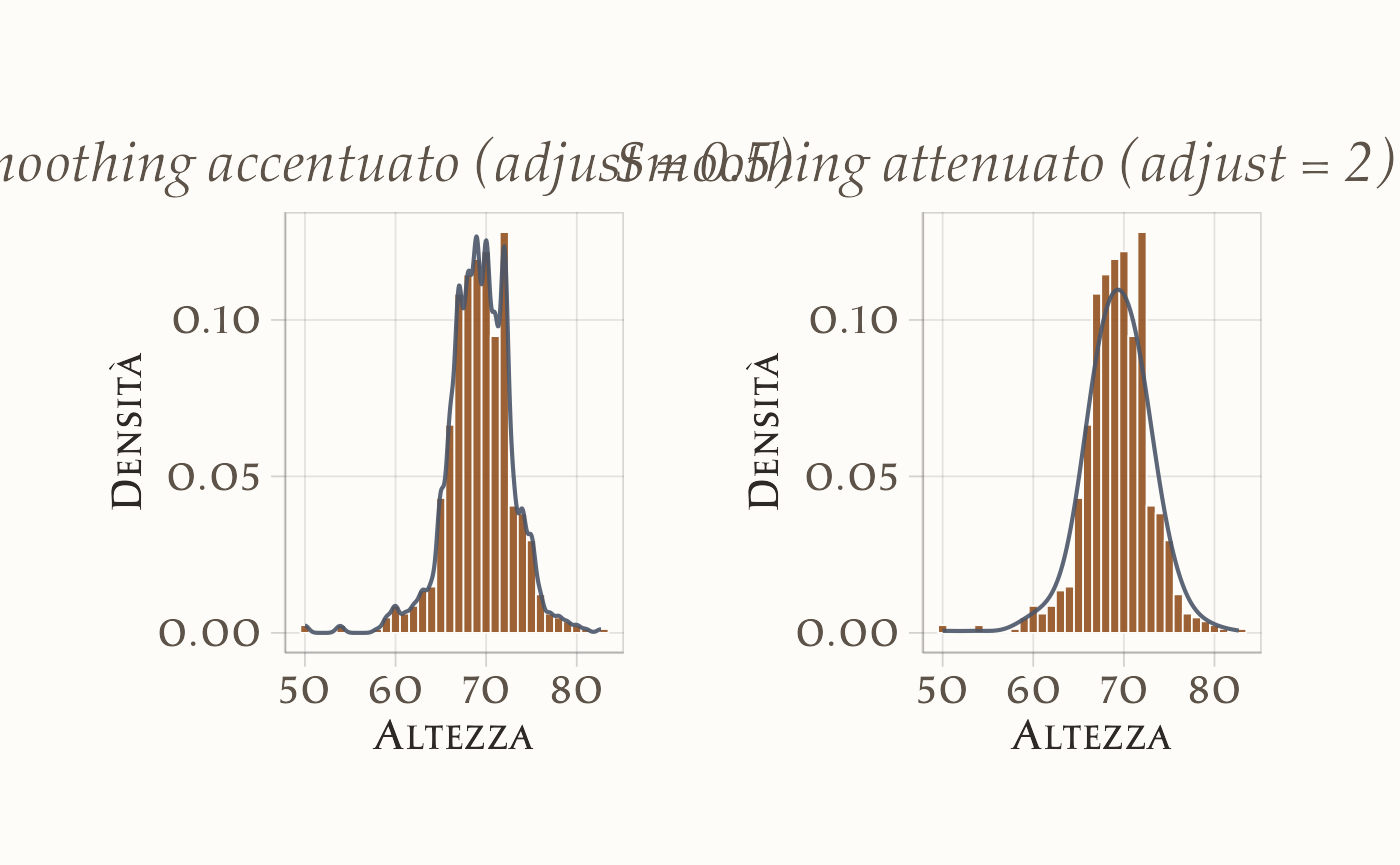 moothing accentuato (adjust = 0.5)
Smoothing attenuato (adjust = 2)
Densità
0.10
0.05
0.00
50 60 70 80
Altezza
Densità
0.10
0.05
0.00
50 60 70 80
Altezza